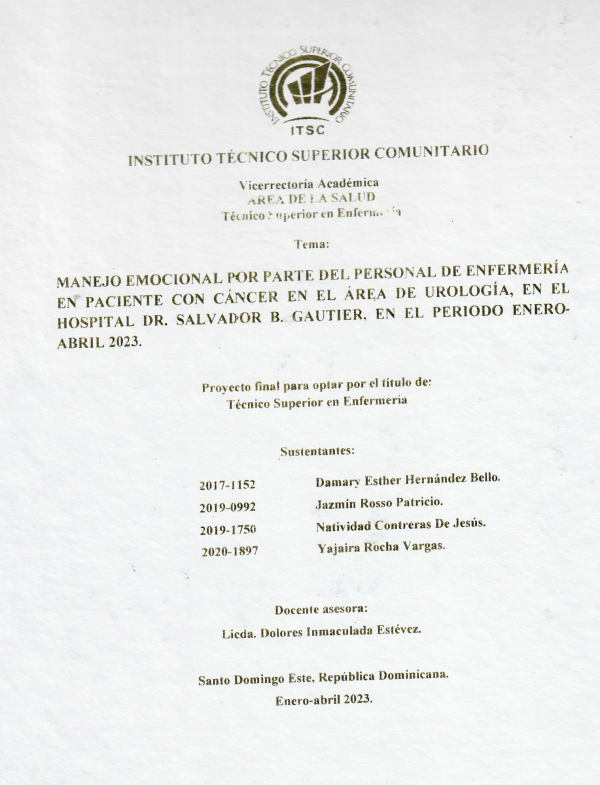 INSTITUTO TÉCNICO SUPERIOR COMUNITARIO
ITSC
INSTITUTO TÉCNICO SUPERIOR COMUNITARIO
Vicerrectoría Académica
AREA DE LA SALUD
Técnico Superior en Enfermería
Tema:
MANEJO EMOCIONAL POR PARTE DEL PERSONAL DE ENFERMERÍA
EN PACIENTE CON CÁNCER EN EL ÁREA DE UROLOGÍA, EN EL
HOSPITAL DR. SALVADOR B. GAUTIER, EN EL PERIODO ENERO-
ABRIL 2023.
Proyecto final para optar por el título de:
Técnico Superior en Enfermería
Sustentantes:
2017-1152 Damary Esther Hernández Bello.
2019-0992 Jazmín Rosso Patricio.
2019-1750 Natividad Contreras De Jesús.
2020-1897 Yajaira Rocha Vargas.
Docente asesora:
Licda. Dolores Inmaculada Estévez.
Santo Domingo Este, República Dominicana.
Enero-abril 2023.